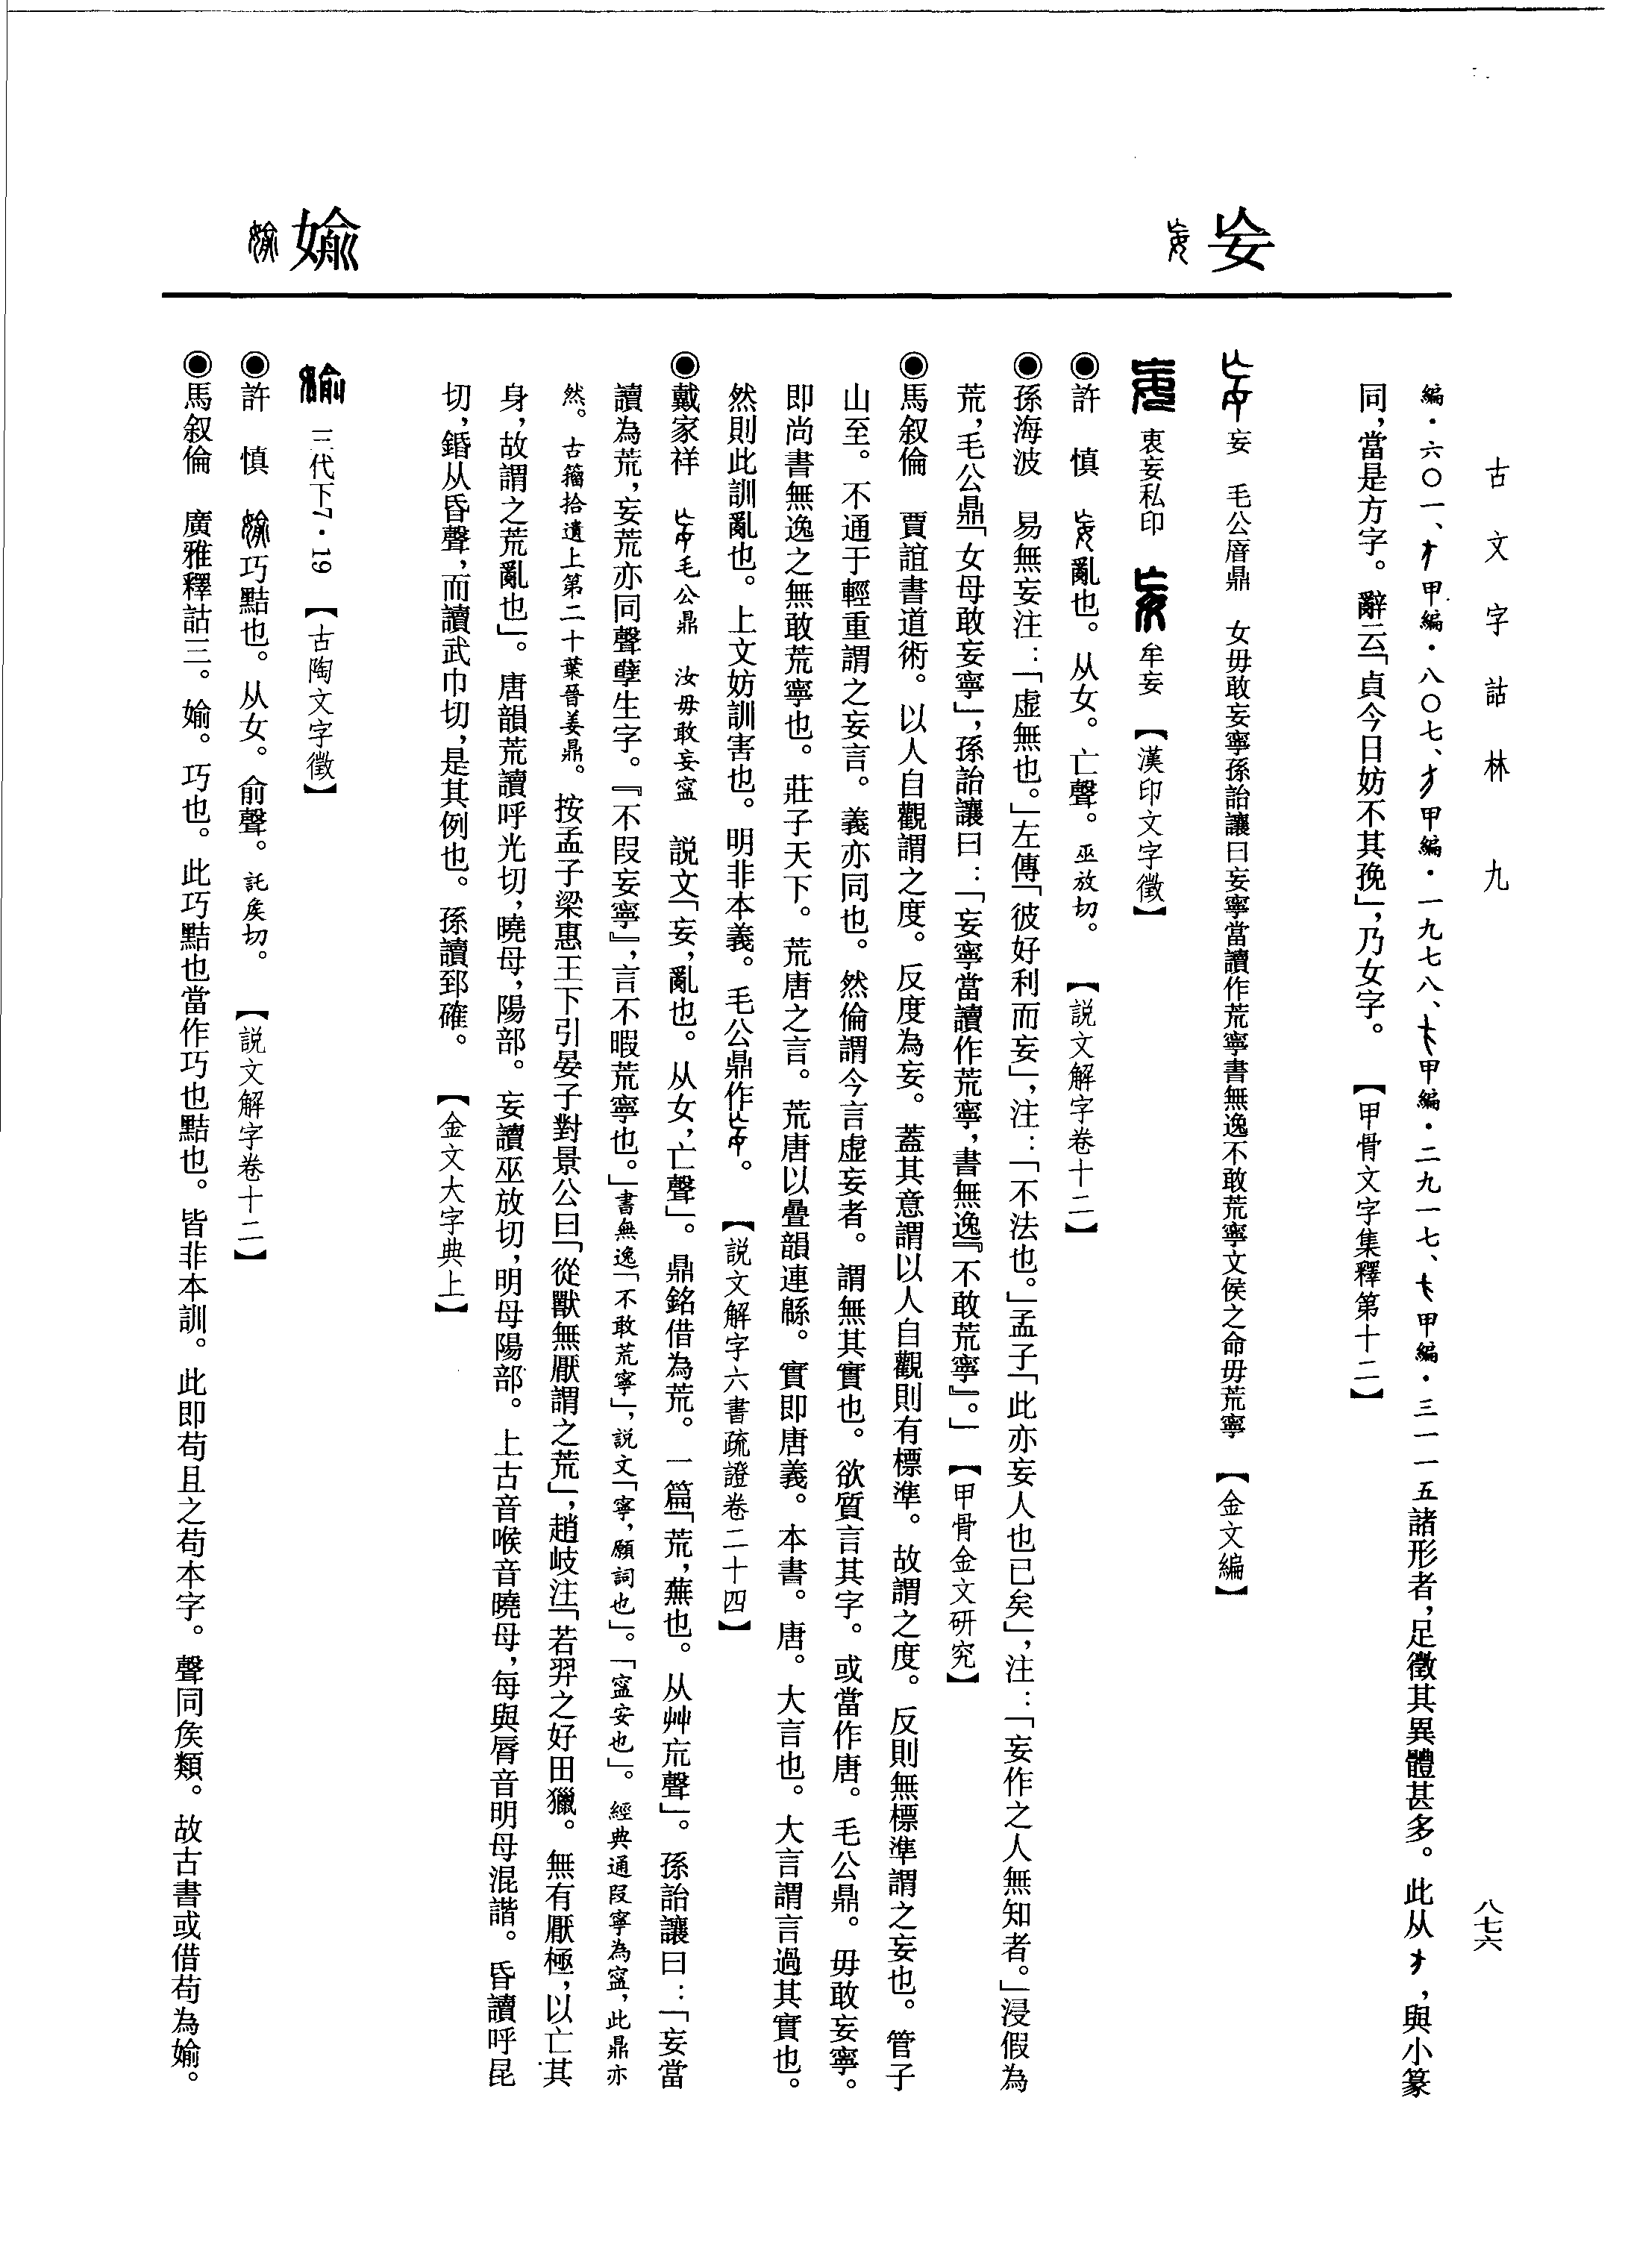 古文字詁林 九
八七六
妄
媮
編·六〇一、甲編·八〇七、甲編·一九七八、甲編·二九一七、甲編·三一一五諸形者，足徵其異體甚多。此从，與小篆
同，當是方字。辭云「貞今日妨不其㝃」，乃女字。 【甲骨文字集釋第十二】
妄 毛公厝鼎 女毋敢妄寧孫詒讓曰妄寧當讀作荒寧書無逸不敢荒寧文侯之命毋荒寧 【金文編】
衷妄私印 牟妄 【漢印文字徵】
◉許 慎 亂也。从女。亡聲。巫放切。 【説文解字卷十二】
◉孫海波 易無妄注：「虛無也。」左傳「彼好利而妄」，注：「不法也。」孟子「此亦妄人也已矣」，注：「妄作之人無知者。」浸假為
荒，毛公鼎「女母敢妄寧」，孫詒讓曰：「妄寧當讀作荒寧，書無逸『不敢荒寧』。」 【甲骨金文研究】
◉馬叙倫 賈誼書道術。以人自觀謂之度。反度為妄。蓋其意謂以人自觀則有標準。故謂之度。反則無標準謂之妄也。管子
山至。不通于輕重謂之妄言。義亦同也。然倫謂今言虛妄者。謂無其實也。欲質言其字。或當作唐。毛公鼎。毋敢妄寧。
即尚書無逸之無敢荒寧也。莊子天下。荒唐之言。荒唐以疊韻連緜。實即唐義。本書。唐。大言也。大言謂言過其實也。
然則此訓亂也。上文妨訓害也。明非本義。毛公鼎作。 【説文解字六書疏證卷二十四】
◉戴家祥 毛公鼎 汝毋敢妄寍 説文「妄，亂也。从女，亡聲」。鼎銘借為荒。一篇「荒，蕪也。从艸巟聲」。孫詒讓曰：「妄當
讀為荒，妄荒亦同聲孳生字。『不叚妄寧』，言不暇荒寧也。」書無逸「不敢荒寧」，説文「寧，願詞也」。「寍安也」。經典通叚寧為寍，此鼎亦
然。古籀拾遺上第二十葉晉姜鼎。按孟子梁惠王下引晏子對景公曰「從獸無厭謂之荒」，趙岐注「若羿之好田獵。無有厭極，以亡其
身，故謂之荒亂也」。唐韻荒讀呼光切，曉母，陽部。妄讀巫放切，明母陽部。上古音喉音曉母，每與脣音明母混諧。昏讀呼昆
切，錉从昏聲，而讀武巾切，是其例也。孫讀郅確。 【金文大字典上】
三代下7·19 【古陶文字徵】
◉許 慎 巧黠也。从女。俞聲。託矦切。 【説文解字卷十二】
◉馬叙倫 廣雅釋詁三。媮。巧也。此巧黠也當作巧也黠也。皆非本訓。此即苟且之苟本字。聲同矦類。故古書或借苟為媮。